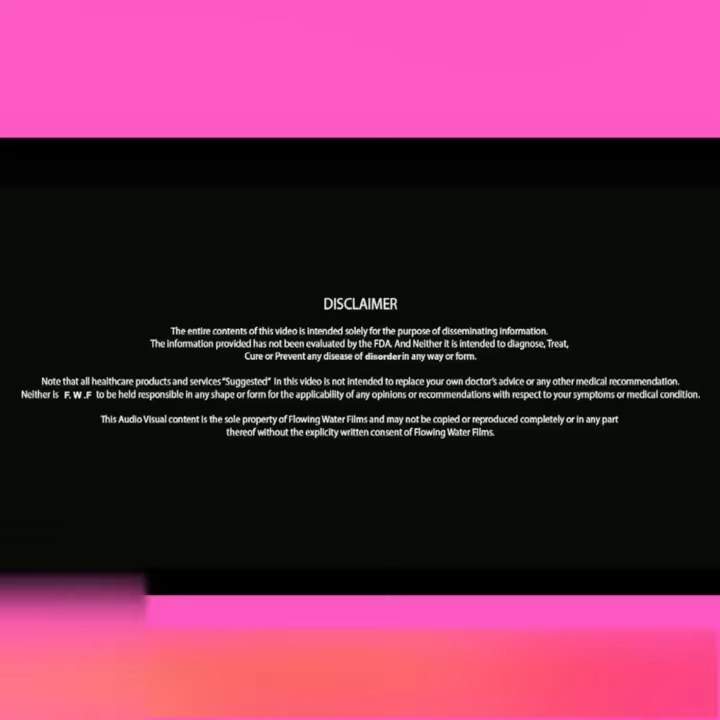 DISCLAIMER
The entire contents of this video is intended solely for the purpose of disseminating information.
The information provided has not been evaluated by the FDA. And Neither it is intended to diagnose, Treat,
Cure or Prevent any disease of disorder in any way or form.
Note that all healthcare products and services "Suggested" in this video is not intended to replace your own doctor's advice or any other medical recommendation.
Neither is F. W .F to be held responsible in any shape or form for the applicability of any opinions or recommendations with respect to your symptoms or medical condition.
This Audio Visual content is the sole property of Flowing Water Films and may not be copied or reproduced completely or in any part
thereof without the explicity written consent of Flowing Water Films.